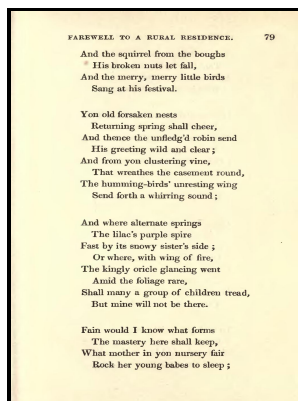 FAREWELL TO A RURAL RESIDENCE. 79
And the squirrel from the boughs
His broken nuts let fall,
And the merry, merry little birds
Sang at his festival.
Yon old forsaken nests
Returning spring shall cheer,
And thence the unfledg'd robin send
His greeting wild and clear;
And from yon clustering vine,
That wreathes the casement round,
The humming-birds' unresting wing
Send forth a whirring sound;
And where alternate springs
The lilac's purple spire
Fast by its snowy sister's side;
Or where, with wing of fire,
The kingly oriole glancing went
Amid the foliage rare,
Shall many a group of children tread,
But mine will not be there.
Fain would I know what forms
The mastery here shall keep,
What mother in yon nursery fair
Rock her young babes to sleep;